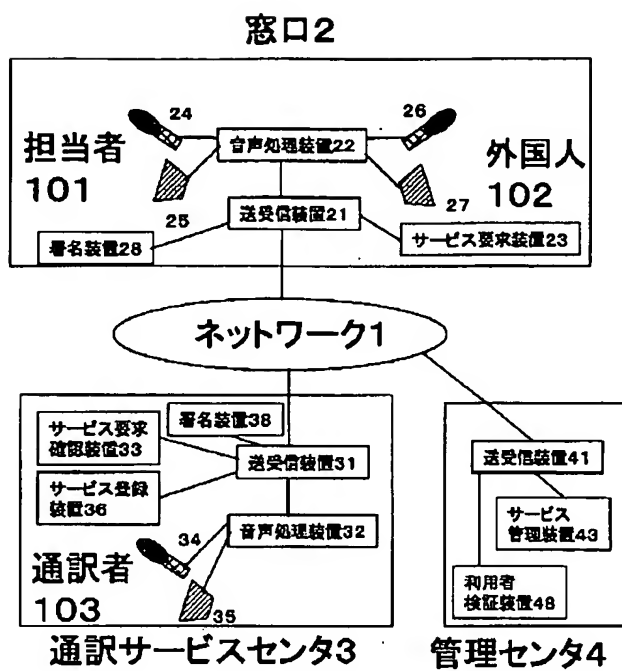 窓口2
24
26
担当者
101
音声処理装置22
外国人
102
25
送受信装置21
27
署名装置28
サービス要求装置23
ネットワーク1
サービス要求
確認装置33
署名装置38
送受信装置31
サービス登録
装置36
34
音声処理装置32
通訳者
103
35
通訳サービスセンタ3
送受信装置41
サービス
管理装置43
利用者
検証装置48
管理センタ4